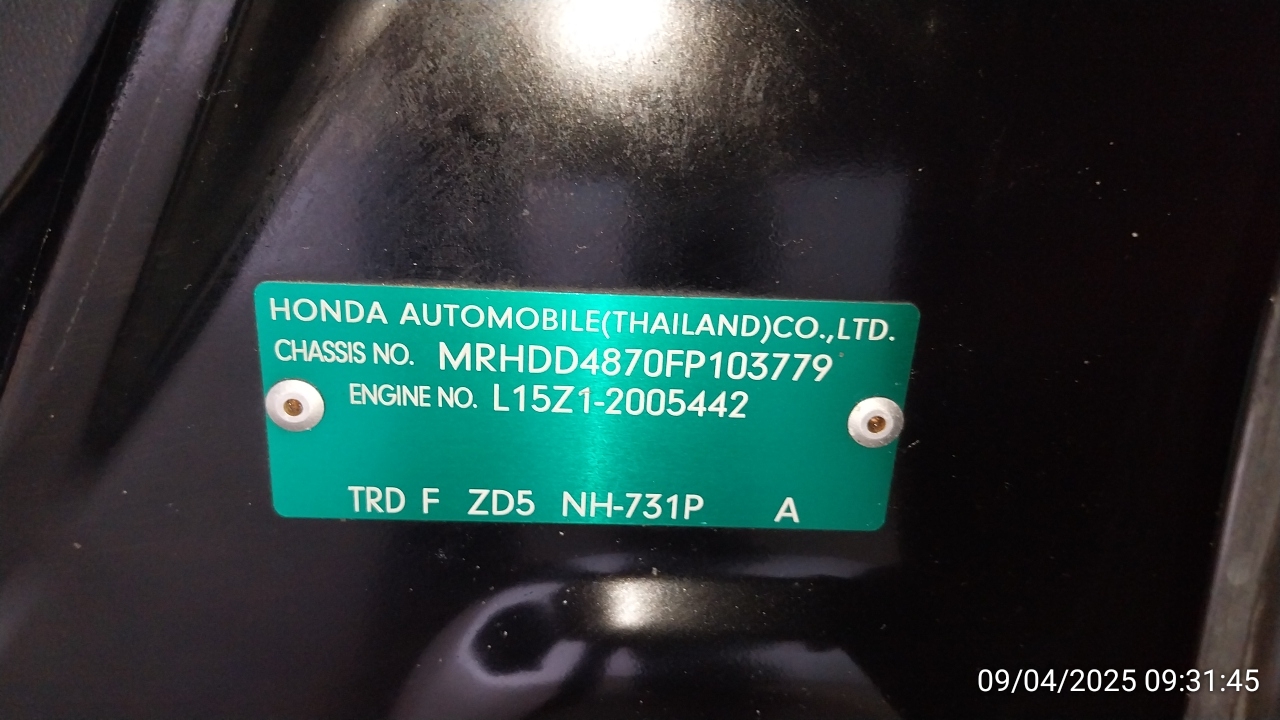 HONDA AUTOMOBILE(THAILAND)CO.,LTD.
CHASSIS NO. MRHDD4870FP103779
ENGINE NO. L15Z1-2005442
TRD F ZD5 NH-731P A
09/04/2025 09:31:45